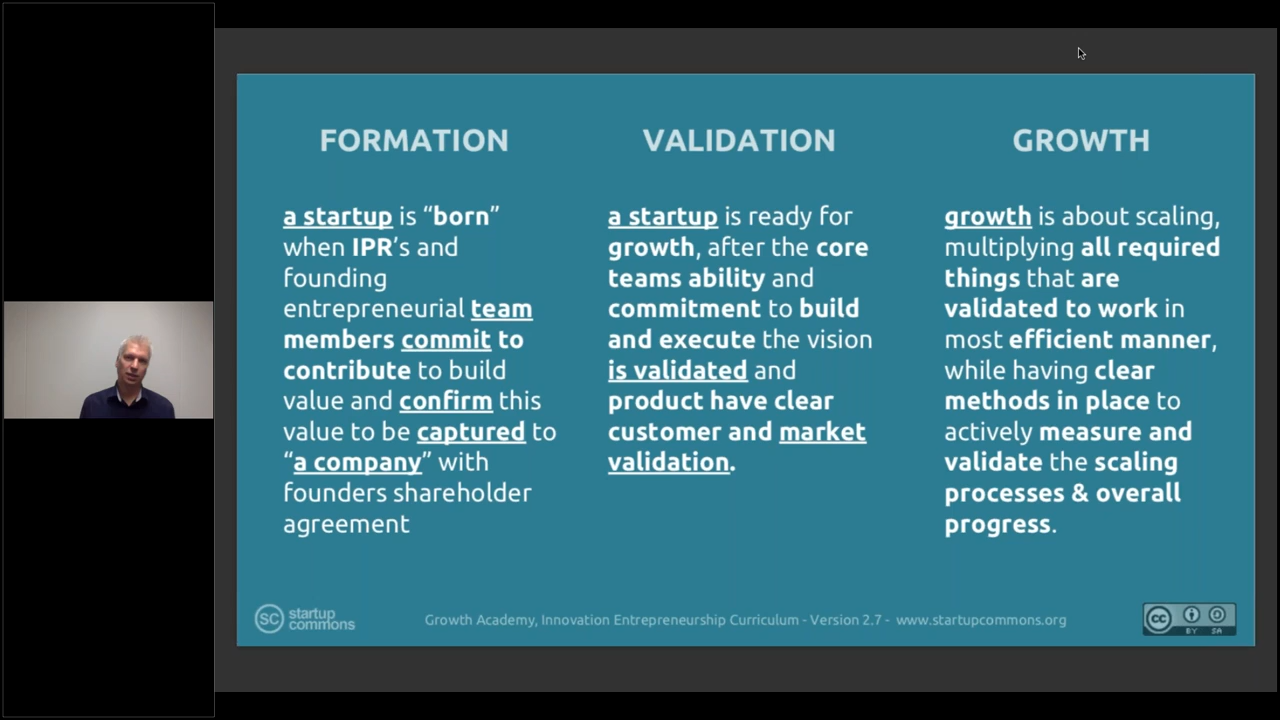 FORMATION
a startup is “born”
when IPR’s and
founding
entrepreneurial team
members commit to
contribute to build
value and confirm this
value to be captured to
“a company” with
founders shareholder
agreement
VALIDATION
a startup is ready for
growth, after the core
teams ability and
commitment to build
and execute the vision
is validated and
product have clear
customer and market
validation.
GROWTH
growth is about scaling,
multiplying all required
things that are
validated to work in
most efficient manner,
while having clear
methods in place to
actively measure and
validate the scaling
processes & overall
progress.
SC startup
commons
Growth Academy, Innovation Entrepreneurship Curriculum - Version 2.7 - www.startupcommons.org
cc
BY SA